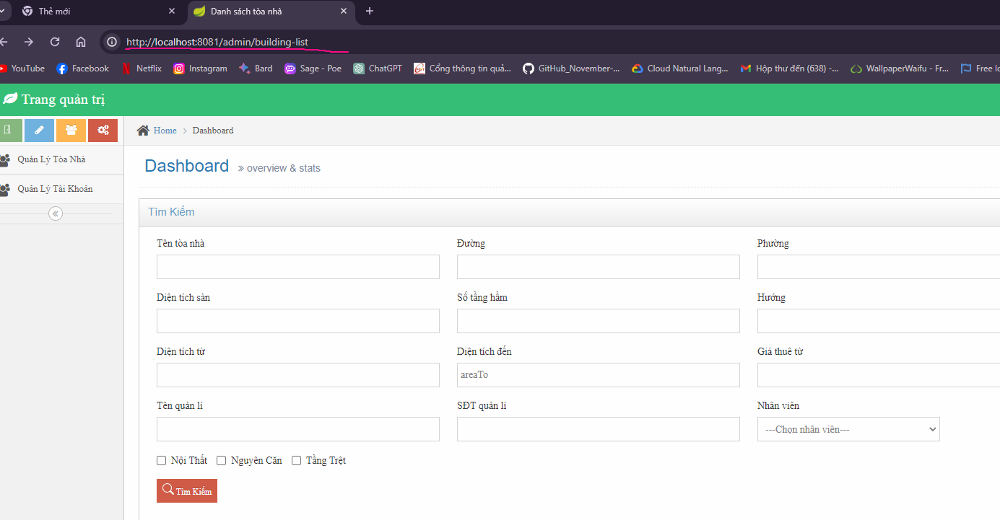 Thẻ mới
Danh sách tòa nhà
http://localhost:8081/admin/building-list
YouTube Facebook Netflix Instagram Bard Sage - Poe ChatGPT Cổng thông tin quả... GitHub_November-... Cloud Natural Lang... Hộp thư đến (638) -... WallpaperWaifu - Fr... Free
Trang quản trị
Home Dashboard
Quản Lý Tòa Nhà
Quản Lý Tài Khoản
Dashboard » overview & stats
Tìm Kiếm
Tên tòa nhà Đường Phường
Diện tích sàn Số tầng hầm Hướng
Diện tích từ Diện tích đến Giá thuê từ
areaTo
Tên quản lí SĐT quản lí Nhân viên
---Chọn nhân viên---
Nội Thất Nguyên Căn Tầng Trệt
Tìm Kiếm